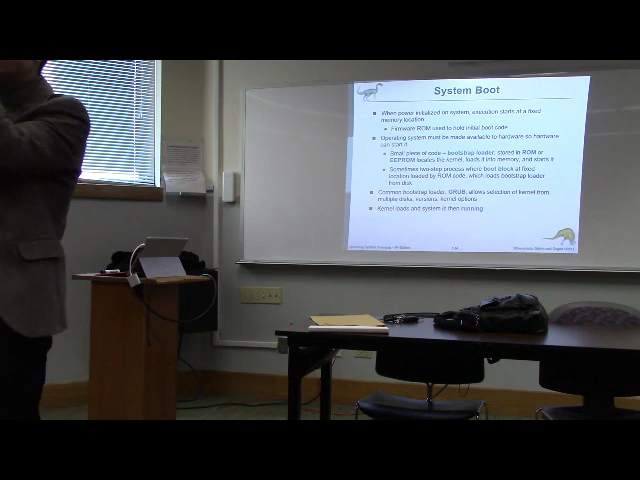 System Boot
When power initialized on system, execution starts at a fixed
memory location
Firmware ROM used to hold initial boot code
Operating system must be made available to hardware so hardware
can start it
Small piece of code – bootstrap loader, stored in ROM or
EEPROM locates the kernel, loads it into memory, and starts it
Sometimes two-step process where boot block at
fixed location loaded by ROM code, which loads bootstrap loader
from disk
Common bootstrap loader, GRUB, allows selection of kernel from
multiple disks, versions, kernel options
Kernel loads and system is then running
Operating System Concepts – 9th Edition
Silberschatz, Galvin and Gagne